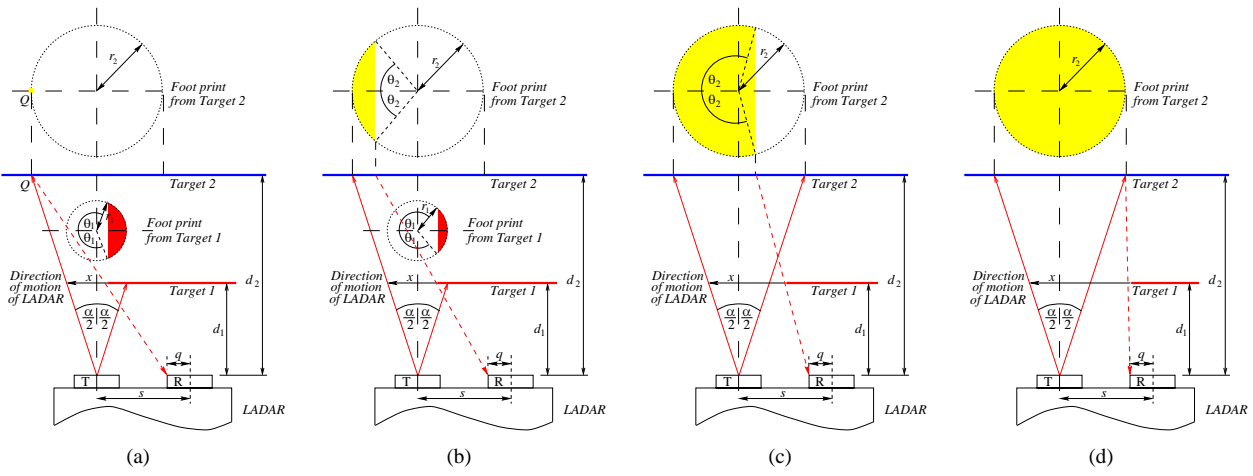 r₂
Q
Foot print
from Target 2
Q
Target 2
r₁
θ₁
θ₁
Foot print
from Target 1
Direction
of motion
of LADAR
x
Target 1
d₂
α/2 α/2
d₁
q
T
R
s
LADAR
(a)
r₂
θ₂
θ₂
Foot print
from Target 2
Target 2
r₁
θ₁
θ₁
Foot print
from Target 1
Direction
of motion
of LADAR
x
Target 1
d₂
α/2 α/2
d₁
q
T
R
s
LADAR
(b)
r₂
θ₂
θ₂
Foot print
from Target 2
Target 2
Direction
of motion
of LADAR
x
Target 1
d₂
α/2 α/2
d₁
q
T
R
s
LADAR
(c)
r₂
Foot print
from Target 2
Target 2
Direction
of motion
of LADAR
x
Target 1
d₂
α/2 α/2
d₁
q
T
R
s
LADAR
(d)